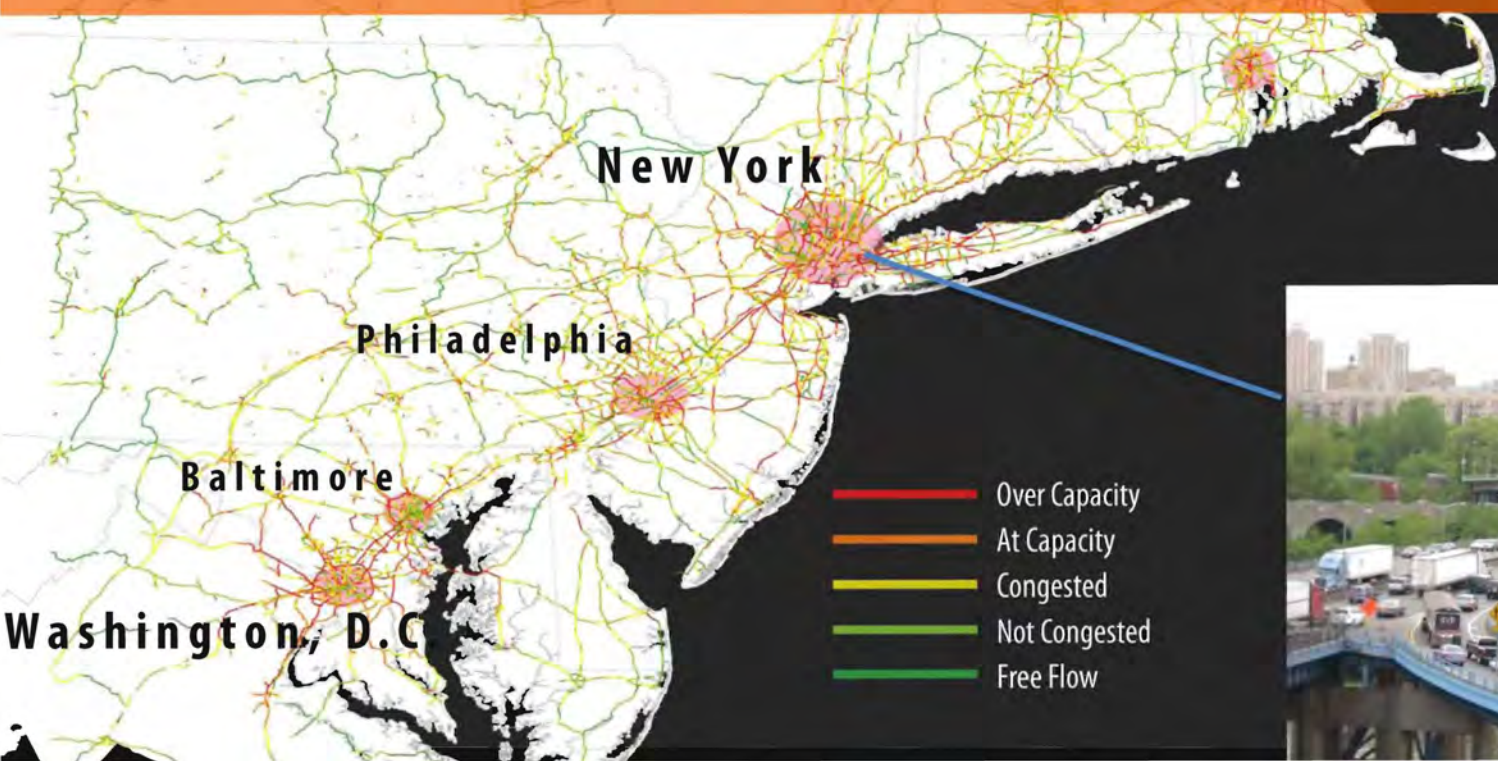 New York
Philadelphia
Baltimore
Washington, D.C
Over Capacity
At Capacity
Congested
Not Congested
Free Flow